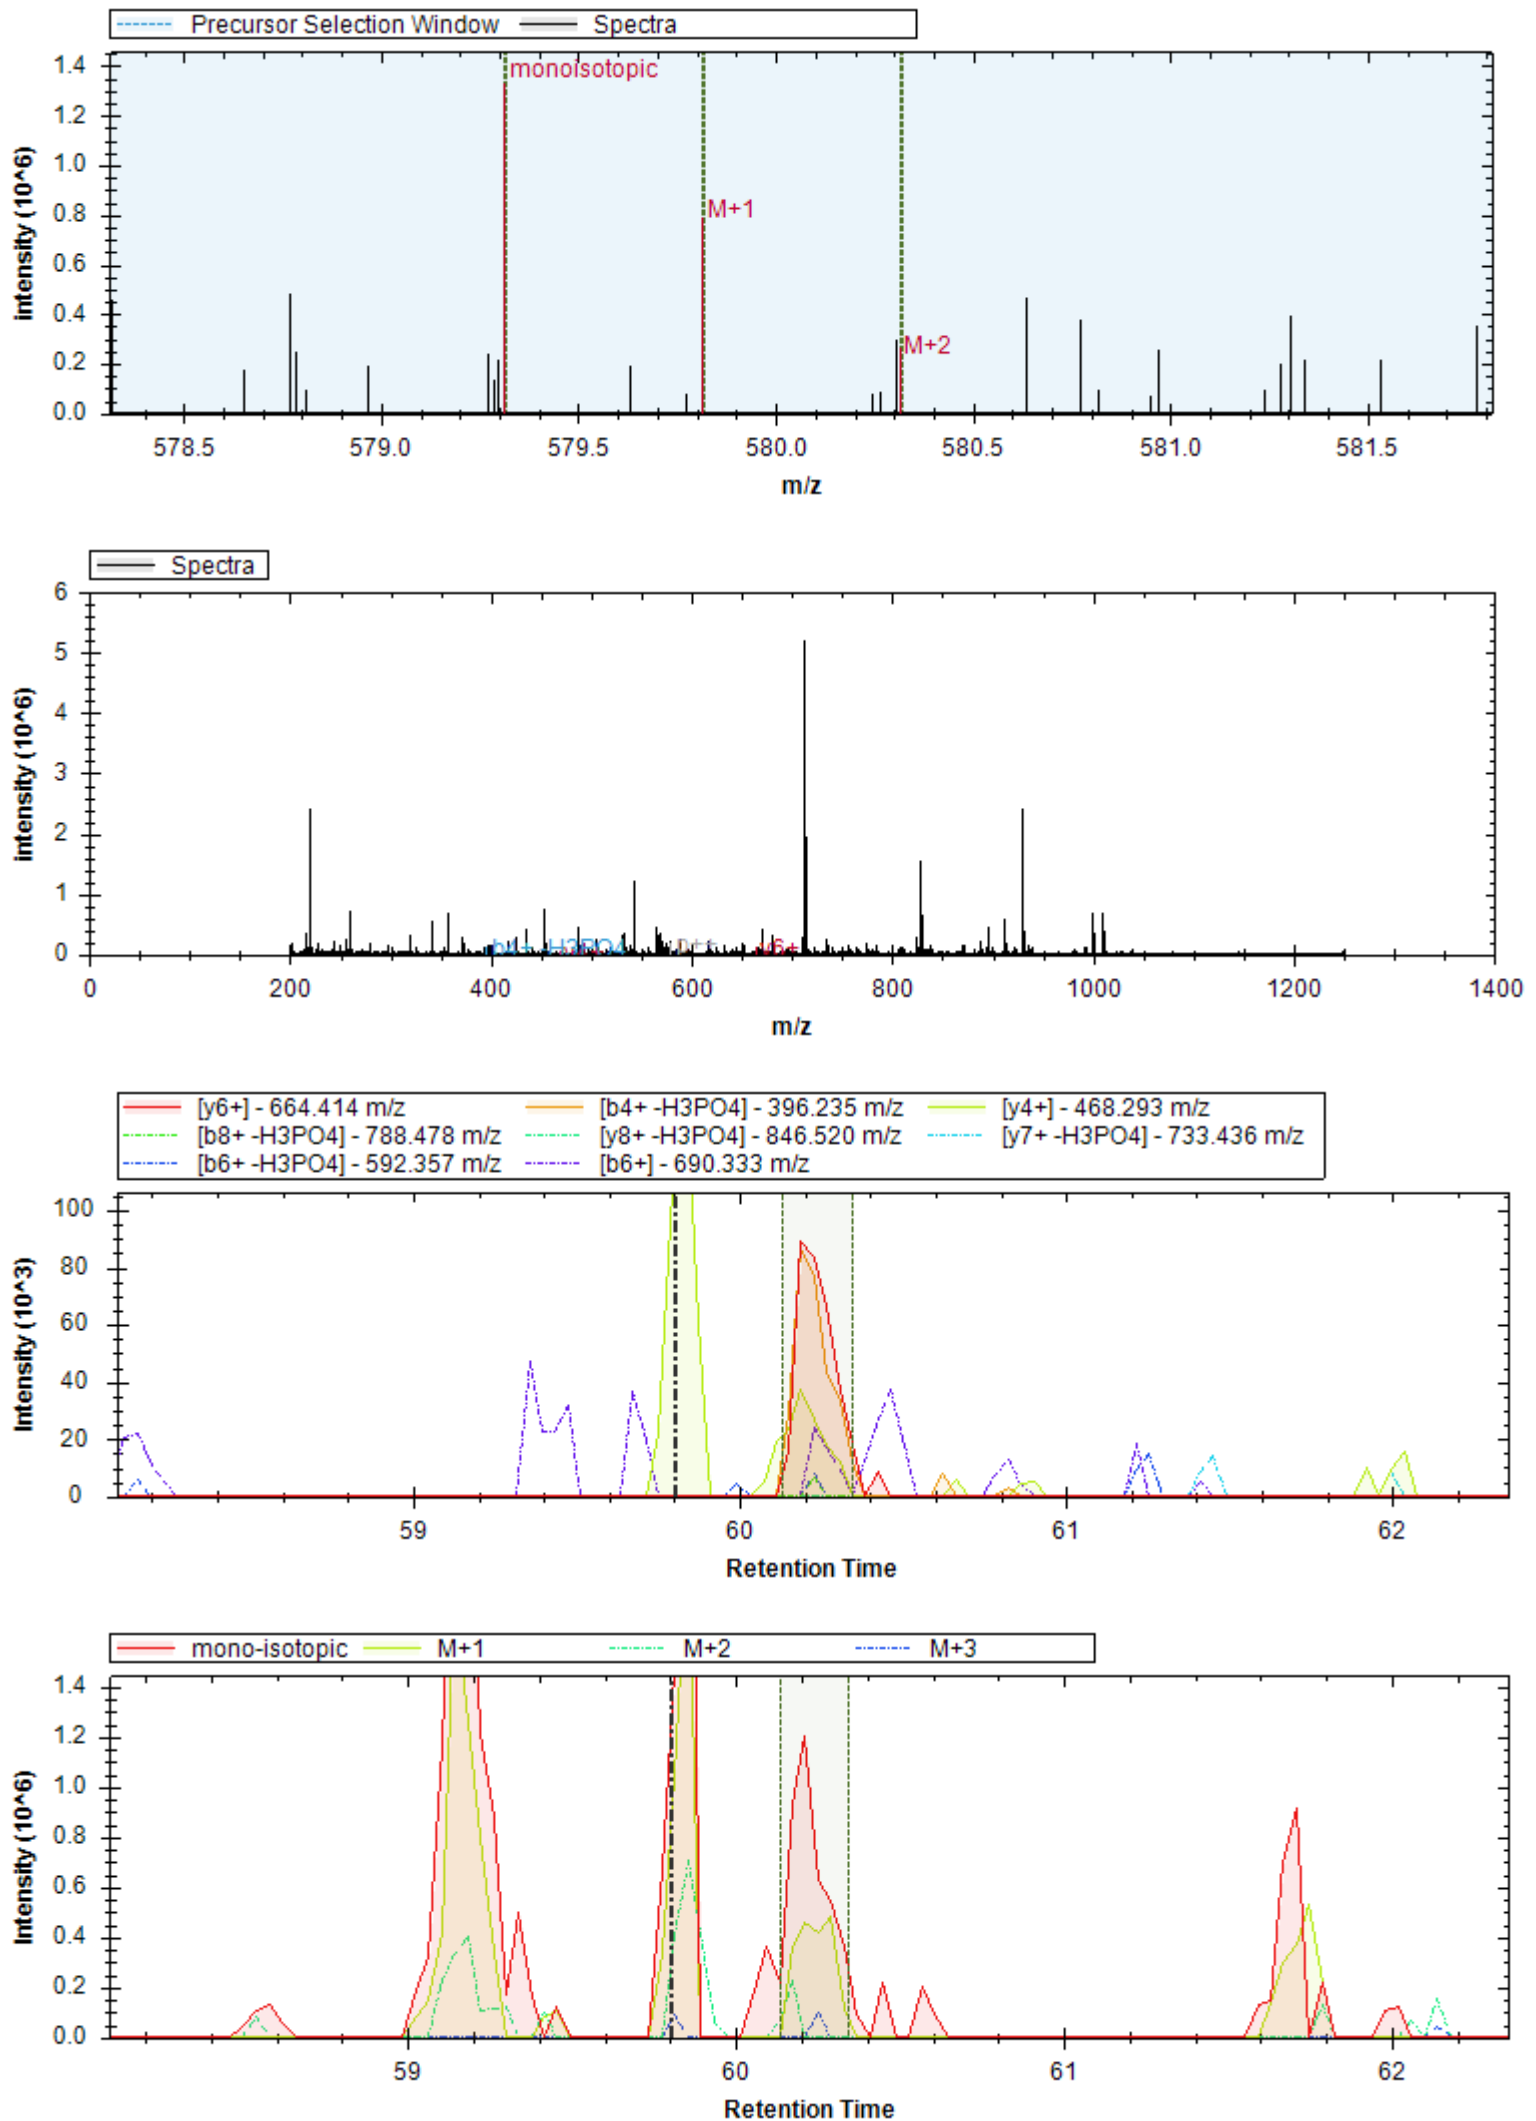 Precursor Selection Window Spectra
1.4
1.2
1.0
0.8
0.6
0.4
0.2
0.0
intensity (10^6)
monoisotopic
M+1
M+2
578.5 579.0 579.5 580.0 580.5 581.0 581.5
m/z
Spectra
6
5
4
3
2
1
0
intensity (10^6)
b4+ -H3PO4 y6+
0 200 400 600 800 1000 1200 1400
m/z
[y6+] - 664.414 m/z [b4+ -H3PO4] - 396.235 m/z [y4+] - 468.293 m/z
[b8+ -H3PO4] - 788.478 m/z [y8+ -H3PO4] - 846.520 m/z [y7+ -H3PO4] - 733.436 m/z
[b6+ -H3PO4] - 592.357 m/z [b6+] - 690.333 m/z
100
80
60
40
20
0
Intensity (10^3)
59 60 61 62
Retention Time
mono-isotopic M+1 M+2 M+3
1.4
1.2
1.0
0.8
0.6
0.4
0.2
0.0
Intensity (10^6)
59 60 61 62
Retention Time